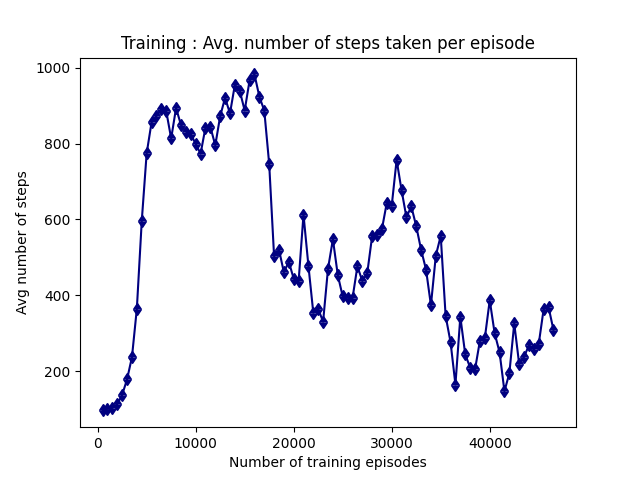 Training : Avg. number of steps taken per episode
1000
800
600
400
200
Avg number of steps
0 10000 20000 30000 40000
Number of training episodes